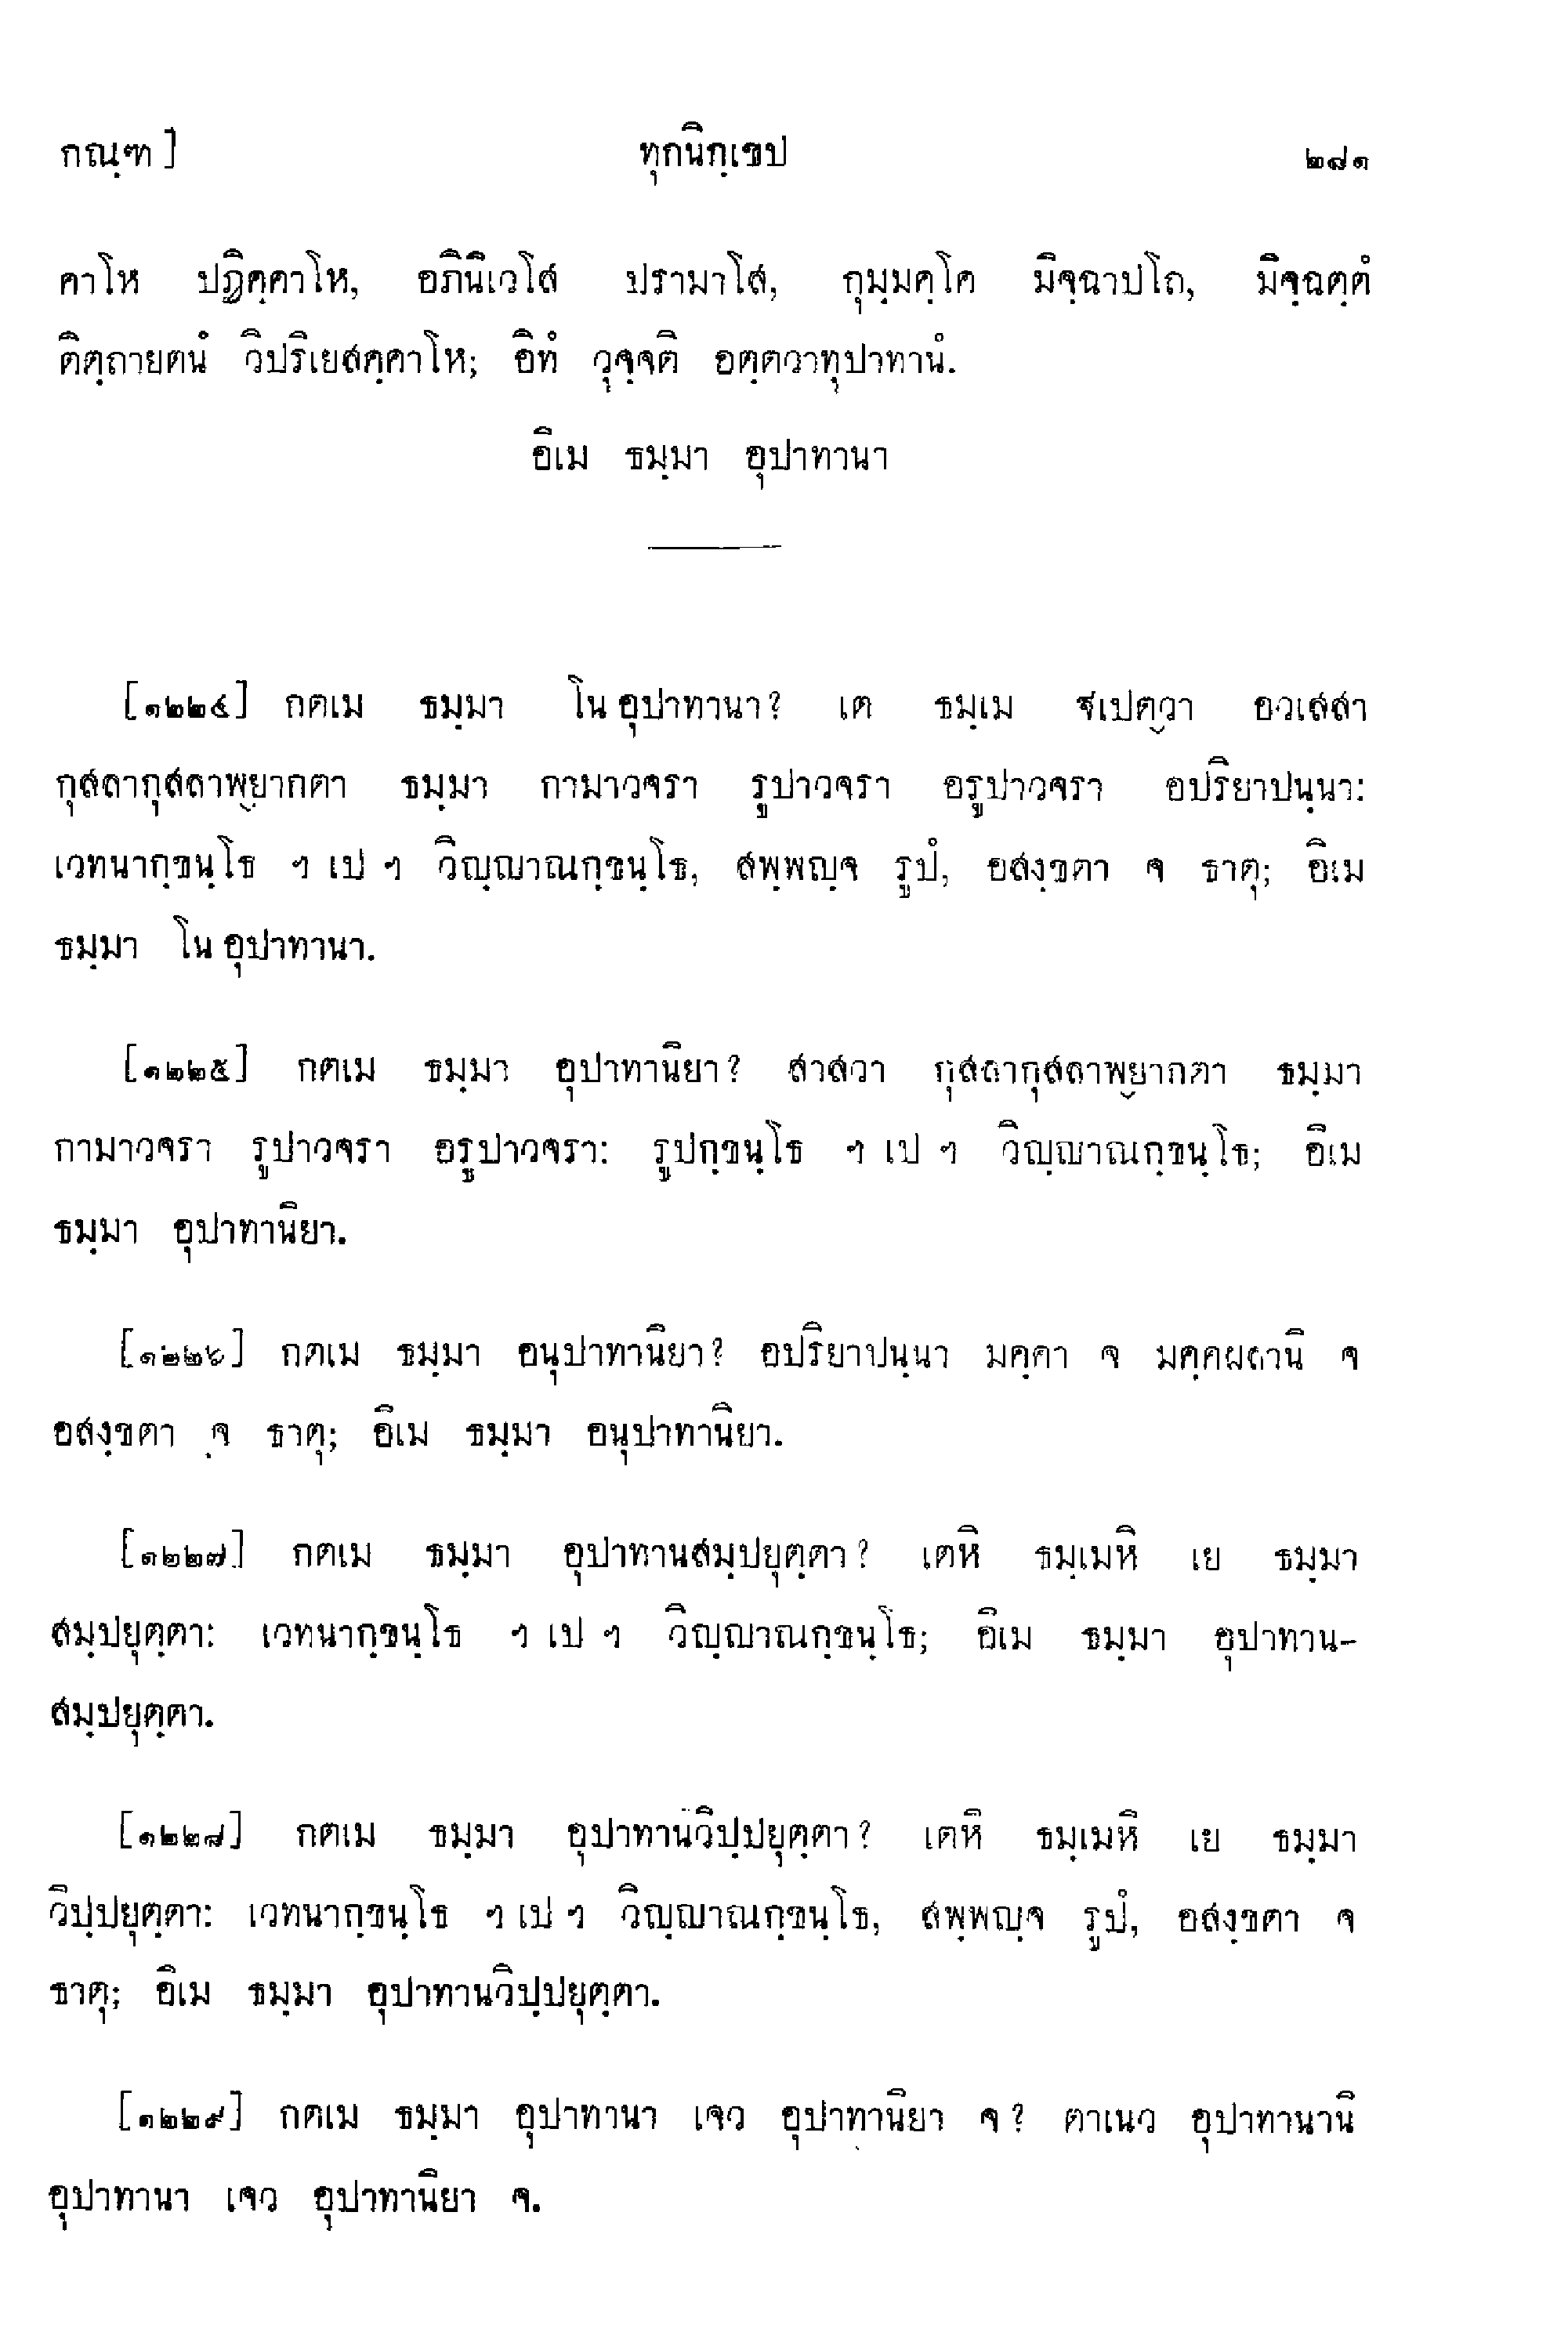 กณฺฑ ]
ทุกนิกฺเขป
๒๘๑
คาโห ปฏิคฺคาโห, อภินิเวโส ปรามาโส, กุมฺมคฺโค มิจฺฉาปโถ, มิจฺฉตฺตํ
ติตฺถายตนํ วิปริเยสคฺคาโห; อิทํ วุจฺจติ อตฺตวาทุปาทานํ.
อิเม ธมฺมา อุปาทานา
[๑๒๒๔] กตเม ธมฺมา โน อุปาทานา? เต ธมฺเม ฐเปตฺวา อวเสสา
กุสลากุสลาพฺยากตา ธมฺมา กามาวจรา รูปาวจรา อรูปาวจรา อปริยาปนฺนา:
เวทนากฺขนฺโธ ฯ เป ฯ วิญฺญาณกฺขนฺโธ, สพฺพญฺจ รูปํ, อสงฺขตา จ ธาตุ; อิเม
ธมฺมา โน อุปาทานา.
[๑๒๒๕] กตเม ธมฺมา อุปาทานิยา? สาสวา กุสลากุสลาพฺยากตา ธมฺมา
กามาวจรา รูปาวจรา อรูปาวจรา: รูปกฺขนฺโธ ฯ เป ฯ วิญฺญาณกฺขนฺโธ; อิเม
ธมฺมา อุปาทานิยา.
[๑๒๒๖] กตเม ธมฺมา อนุปาทานิยา? อปริยาปนฺนา มคฺคา จ มคฺคผลานิ จ
อสงฺขตา จ ธาตุ; อิเม ธมฺมา อนุปาทานิยา.
[๑๒๒๗] กตเม ธมฺมา อุปาทานสมฺปยุตฺตา? เตหิ ธมฺเมหิ เย ธมฺมา
สมฺปยุตฺตา: เวทนากฺขนฺโธ ฯ เป ฯ วิญฺญาณกฺขนฺโธ; อิเม ธมฺมา อุปาทาน-
สมฺปยุตฺตา.
[๑๒๒๘] กตเม ธมฺมา อุปาทานวิปฺปยุตฺตา? เตหิ ธมฺเมหิ เย ธมฺมา
วิปฺปยุตฺตา: เวทนากฺขนฺโธ ฯ เป ฯ วิญฺญาณกฺขนฺโธ, สพฺพญฺจ รูปํ, อสงฺขตา จ
ธาตุ; อิเม ธมฺมา อุปาทานวิปฺปยุตฺตา.
[๑๒๒๙] กตเม ธมฺมา อุปาทานา เจว อุปาทานิยา จ? ตาเนว อุปาทานานิ
อุปาทานา เจว อุปาทานิยา จ.